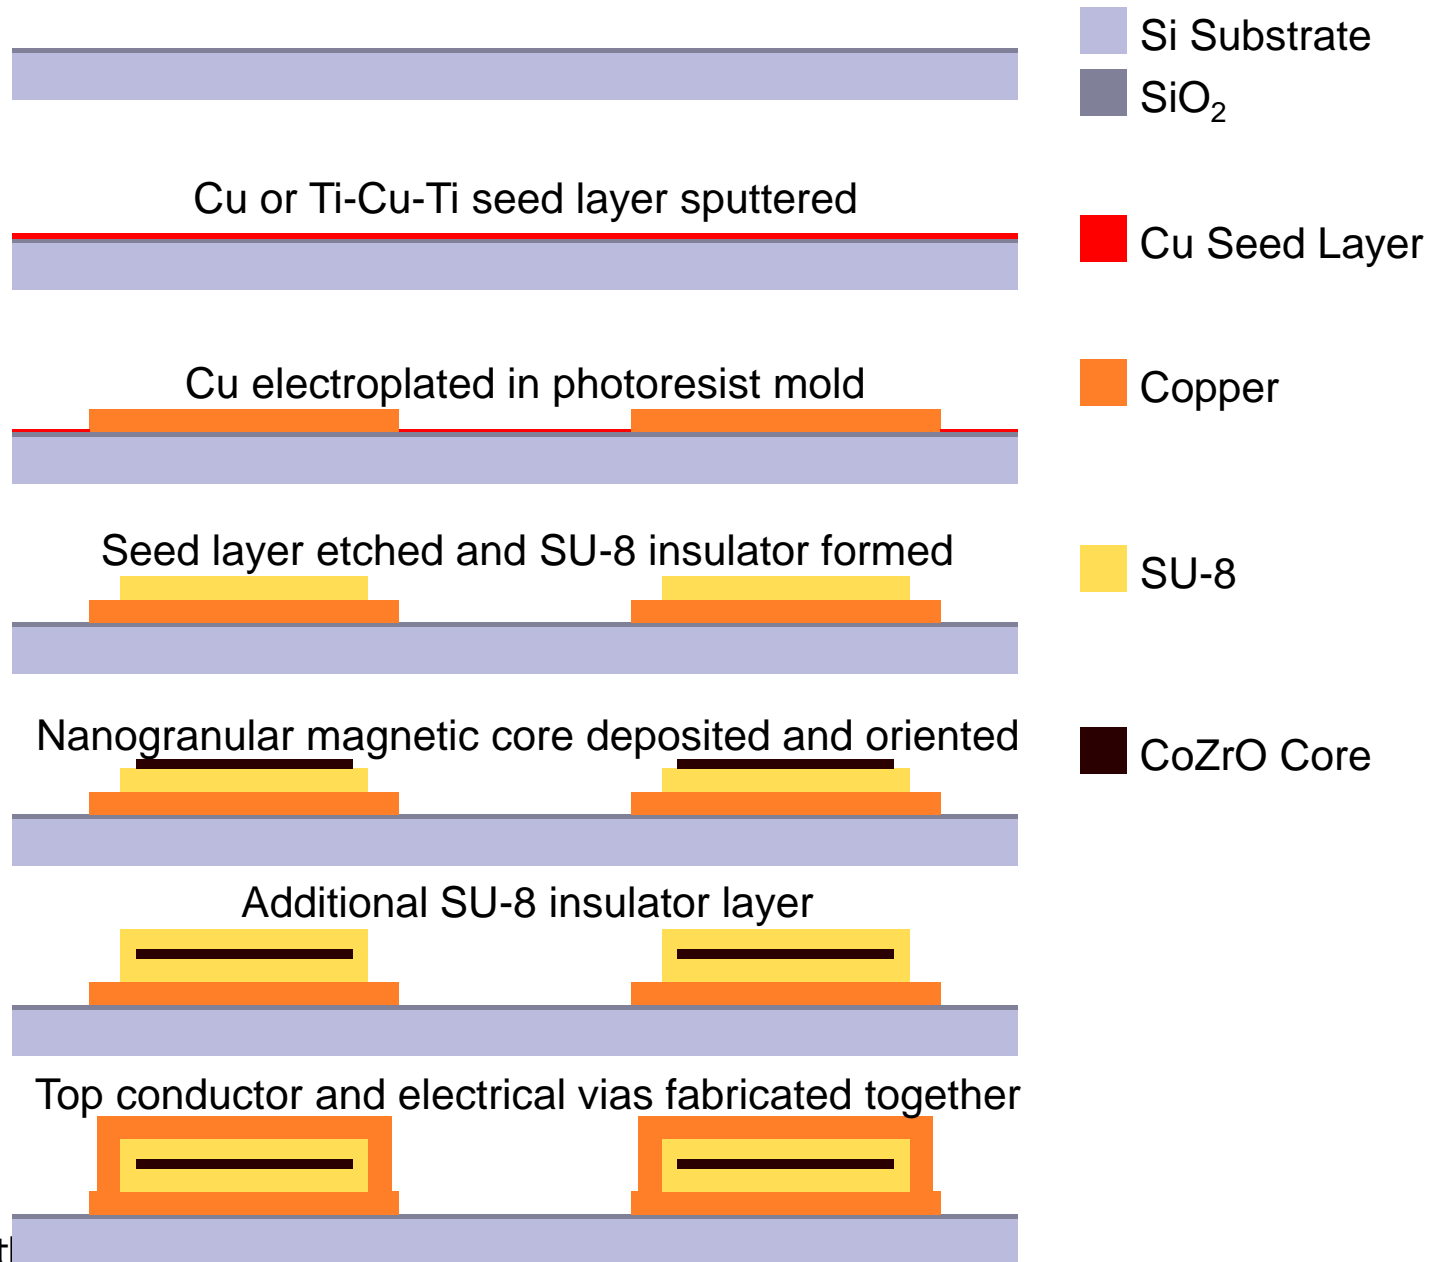 Si Substrate
SiO₂
Cu or Ti-Cu-Ti seed layer sputtered
Cu Seed Layer
Cu electroplated in photoresist mold
Copper
Seed layer etched and SU-8 insulator formed
SU-8
Nanogranular magnetic core deposited and oriented
CoZrO Core
Additional SU-8 insulator layer
Top conductor and electrical vias fabricated together